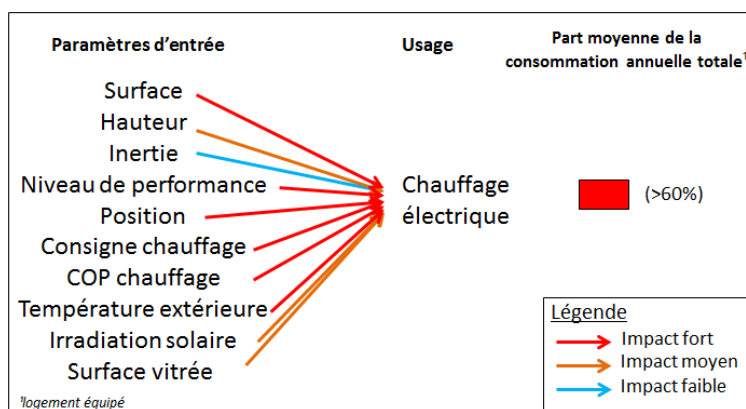 Paramètres d’entrée
Usage
Part moyenne de la
consommation annuelle totale¹
Surface
Hauteur
Inertie
Niveau de performance
Position
Consigne chauffage
COP chauffage
Température extérieure
Irradiation solaire
Surface vitrée
Chauffage
électrique
(>60%)
Légende
Impact fort
Impact moyen
Impact faible
¹logement équipé